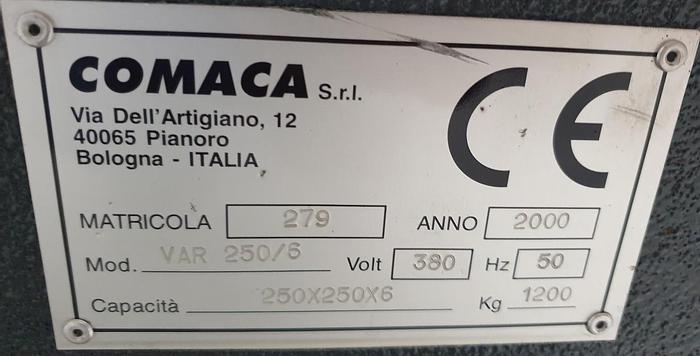 COMACA S.r.l.
Via Dell'Artigiano, 12
40065 Pianoro
Bologna - ITALIA
CE
MATRICOLA 279 ANNO 2000
Mod. VAR 250/6 Volt 380 Hz 50
Capacità 250X250X6 Kg 1200